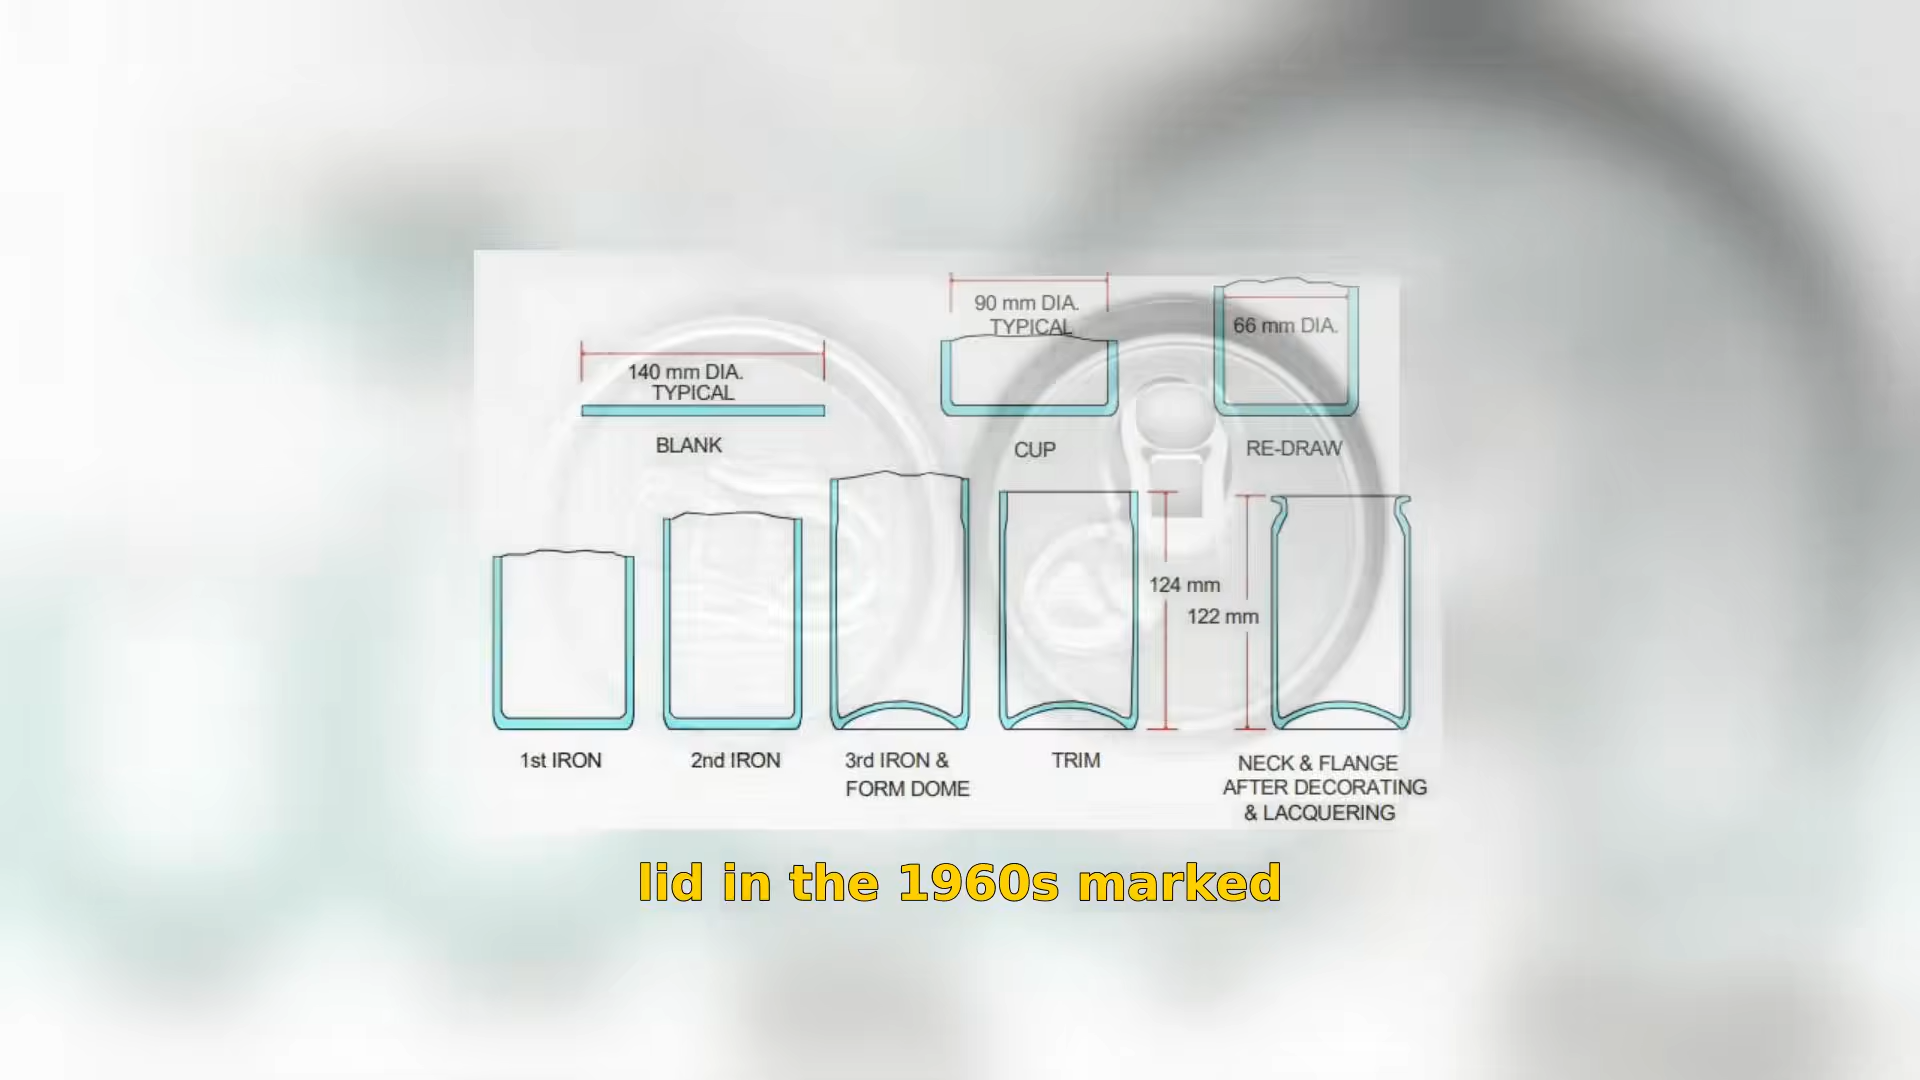 90 mm DIA.
TYPICAL
66 mm DIA.
140 mm DIA.
TYPICAL
BLANK
CUP
RE-DRAW
124 mm
122 mm
1st IRON
2nd IRON
3rd IRON &
FORM DOME
TRIM
NECK & FLANGE
AFTER DECORATING
& LACQUERING
lid in the 1960s marked